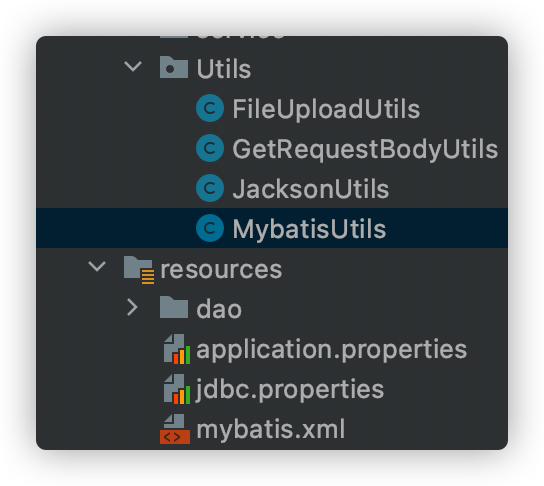 Utils
FileUploadUtils
GetRequestBodyUtils
JacksonUtils
MybatisUtils
resources
dao
application.properties
jdbc.properties
mybatis.xml